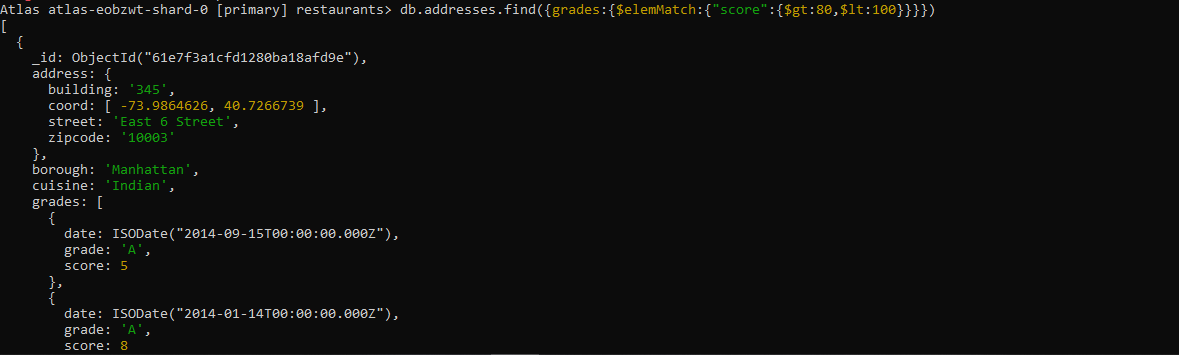 Atlas atlas-eobzwt-shard-0 [primary] restaurants> db.addresses.find({grades:{$elemMatch:{"score":{$gt:80,$lt:100}}}})
[
  {
    _id: ObjectId("61e7f3a1cfd1280ba18afd9e"),
    address: {
      building: '345',
      coord: [ -73.9864626, 40.7266739 ],
      street: 'East 6 Street',
      zipcode: '10003'
    },
    borough: 'Manhattan',
    cuisine: 'Indian',
    grades: [
      {
        date: ISODate("2014-09-15T00:00:00.000Z"),
        grade: 'A',
        score: 5
      },
      {
        date: ISODate("2014-01-14T00:00:00.000Z"),
        grade: 'A',
        score: 8